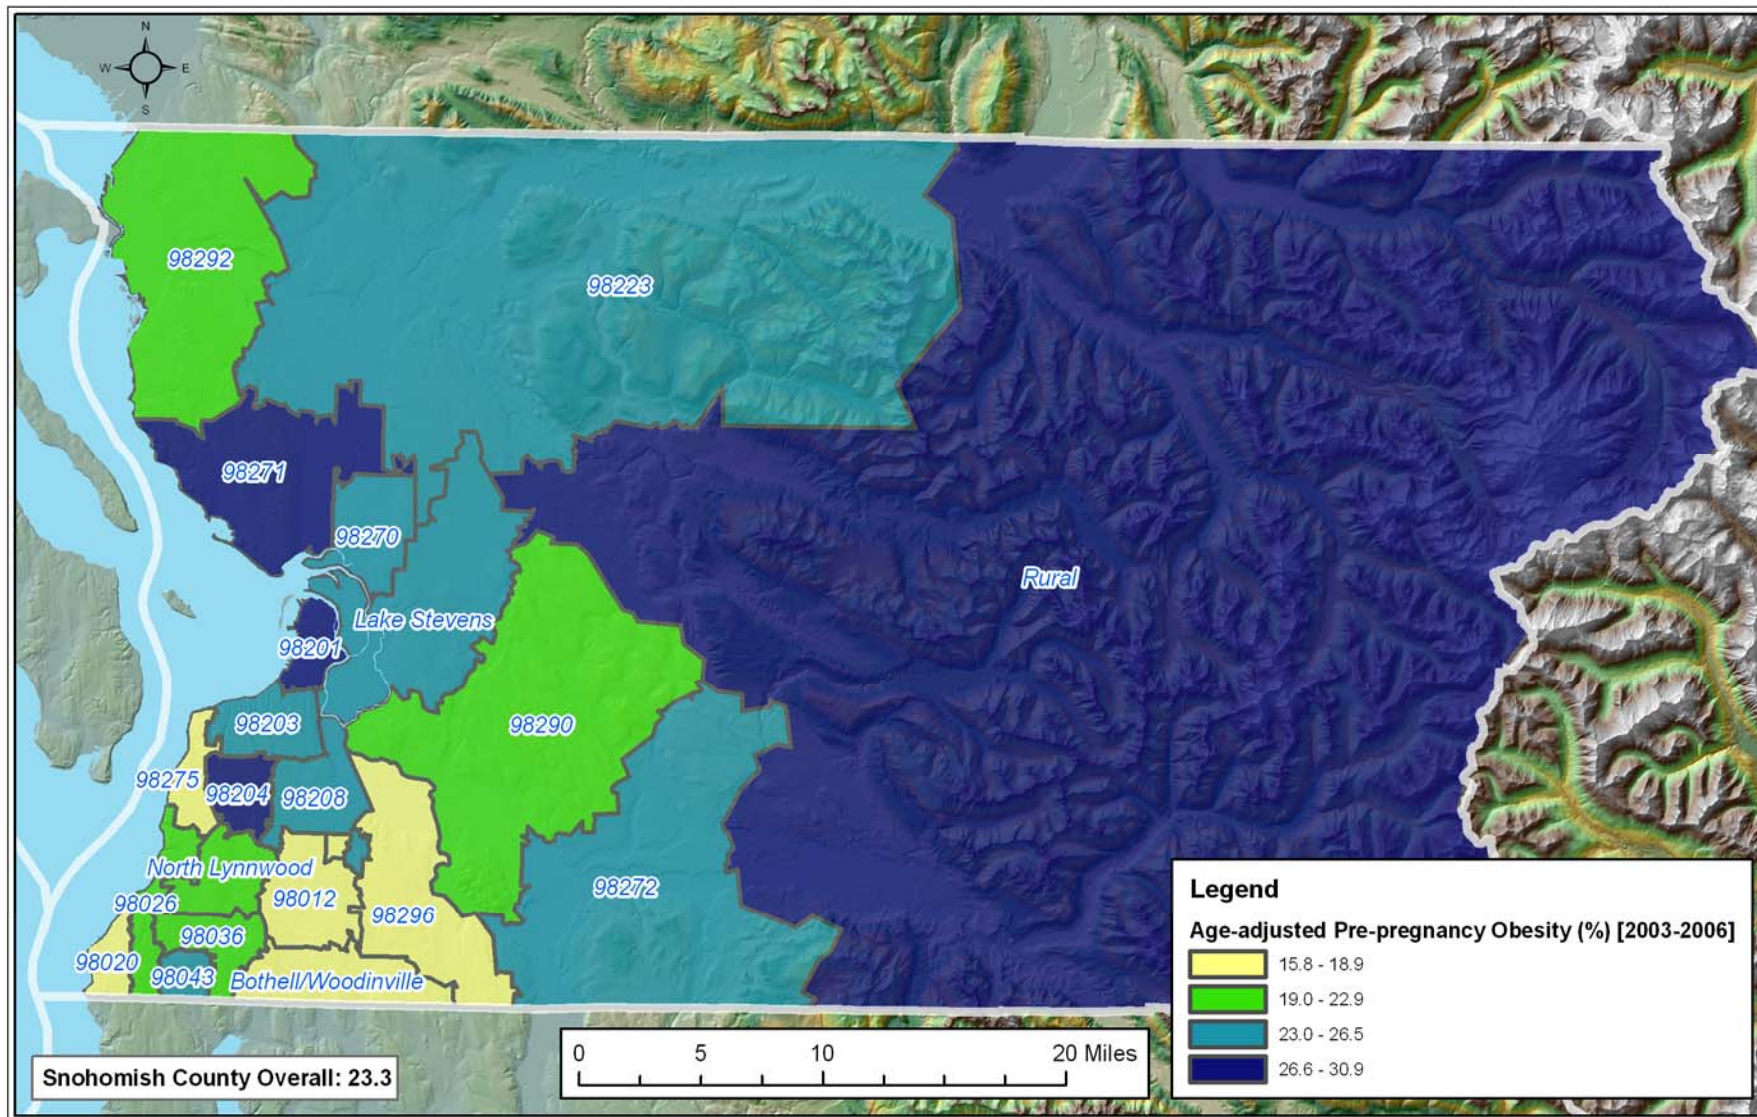 N
W E
S
98292
98223
98271
98270
Rural
Lake Stevens
98201
98203
98290
98275
98204
98208
North Lynnwood
98012
98272
98026
98296
98036
98020
98043
Bothell/Woodinville
Legend
Age-adjusted Pre-pregnancy Obesity (%) [2003-2006]
15.8 - 18.9
19.0 - 22.9
23.0 - 26.5
26.6 - 30.9
0 5 10 20 Miles
Snohomish County Overall: 23.3